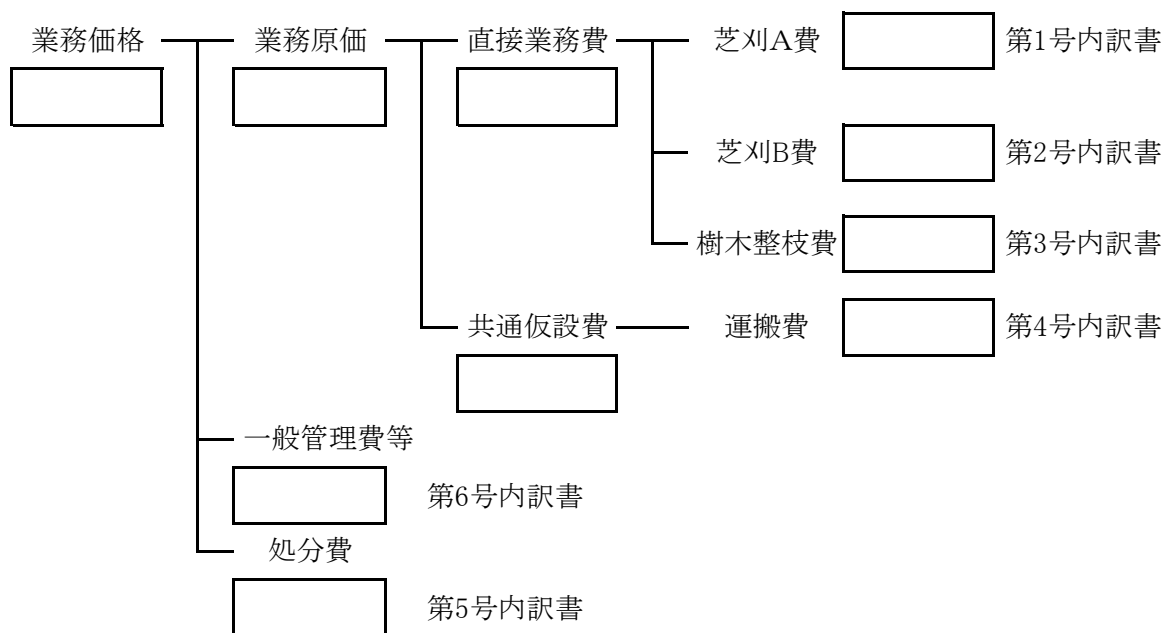 業務価格 業務原価 直接業務費 芝刈A費 第1号内訳書
芝刈B費 第2号内訳書
樹木整枝費 第3号内訳書
共通仮設費 運搬費 第4号内訳書
一般管理費等
第6号内訳書
処分費
第5号内訳書